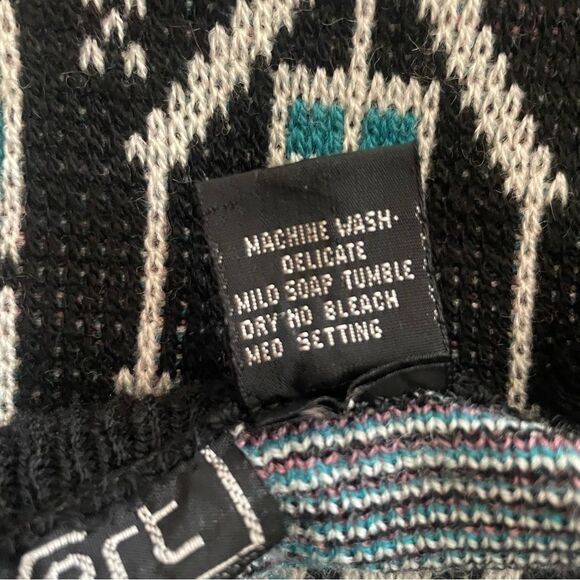 MACHINE WASH-
DELICATE
MILD SOAP TUMBLE
DRY NO BLEACH
MED SETTING